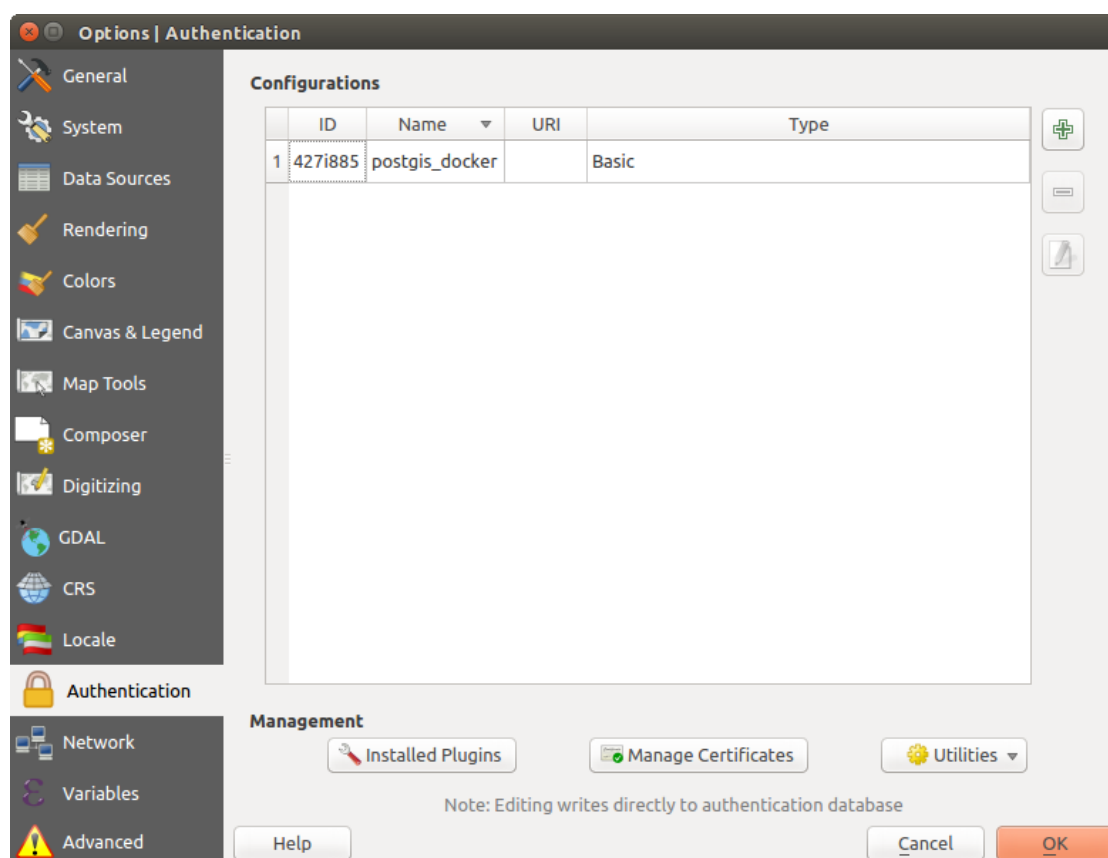 Options | Authentication
General
System
Data Sources
Rendering
Colors
Canvas & Legend
Map Tools
Composer
Digitizing
GDAL
CRS
Locale
Authentication
Network
Variables
Advanced
Configurations
ID Name URI Type
1 427i885 postgis_docker Basic
Management
Installed Plugins Manage Certificates Utilities
Note: Editing writes directly to authentication database
Help Cancel OK